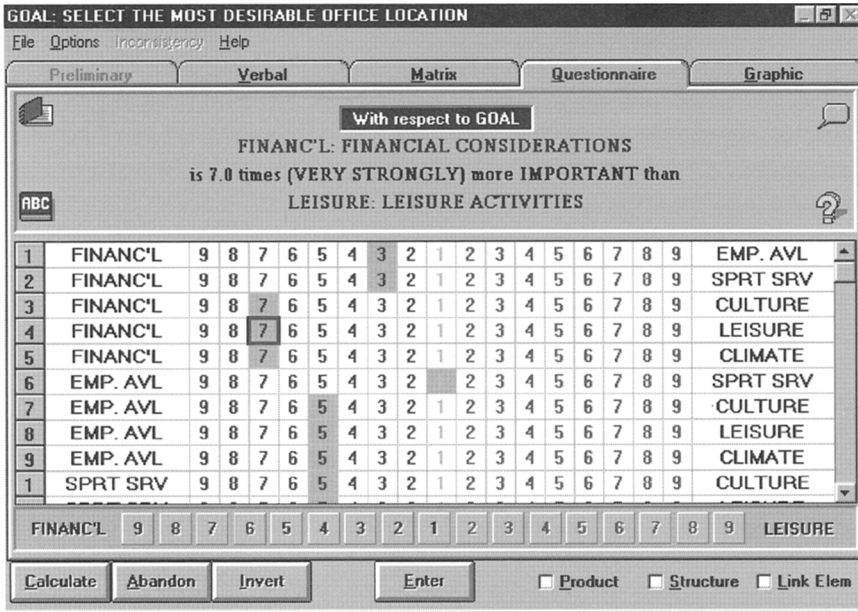 GOAL: SELECT THE MOST DESIRABLE OFFICE LOCATION
File Options Inconsistency Help
Preliminary Verbal Matrix Questionnaire Graphic
With respect to GOAL
FINANC'L: FINANCIAL CONSIDERATIONS
is 7.0 times (VERY STRONGLY) more IMPORTANT than
ABC LEISURE: LEISURE ACTIVITIES
1 FINANC'L 9 8 7 6 5 4 3 2 1 2 3 4 5 6 7 8 9 EMP. AVL
2 FINANC'L 9 8 7 6 5 4 3 2 1 2 3 4 5 6 7 8 9 SPRT SRV
3 FINANC'L 9 8 7 6 5 4 3 2 1 2 3 4 5 6 7 8 9 CULTURE
4 FINANC'L 9 8 7 6 5 4 3 2 1 2 3 4 5 6 7 8 9 LEISURE
5 FINANC'L 9 8 7 6 5 4 3 2 1 2 3 4 5 6 7 8 9 CLIMATE
6 EMP. AVL 9 8 7 6 5 4 3 2 2 3 4 5 6 7 8 9 SPRT SRV
7 EMP. AVL 9 8 7 6 5 4 3 2 1 2 3 4 5 6 7 8 9 CULTURE
8 EMP. AVL 9 8 7 6 5 4 3 2 1 2 3 4 5 6 7 8 9 LEISURE
9 EMP. AVL 9 8 7 6 5 4 3 2 1 2 3 4 5 6 7 8 9 CLIMATE
1 SPRT SRV 9 8 7 6 5 4 3 2 1 2 3 4 5 6 7 8 9 CULTURE
FINANC'L 9 8 7 6 5 4 3 2 1 2 3 4 5 6 7 8 9 LEISURE
Calculate Abandon Invert Enter Product Structure Link Elem